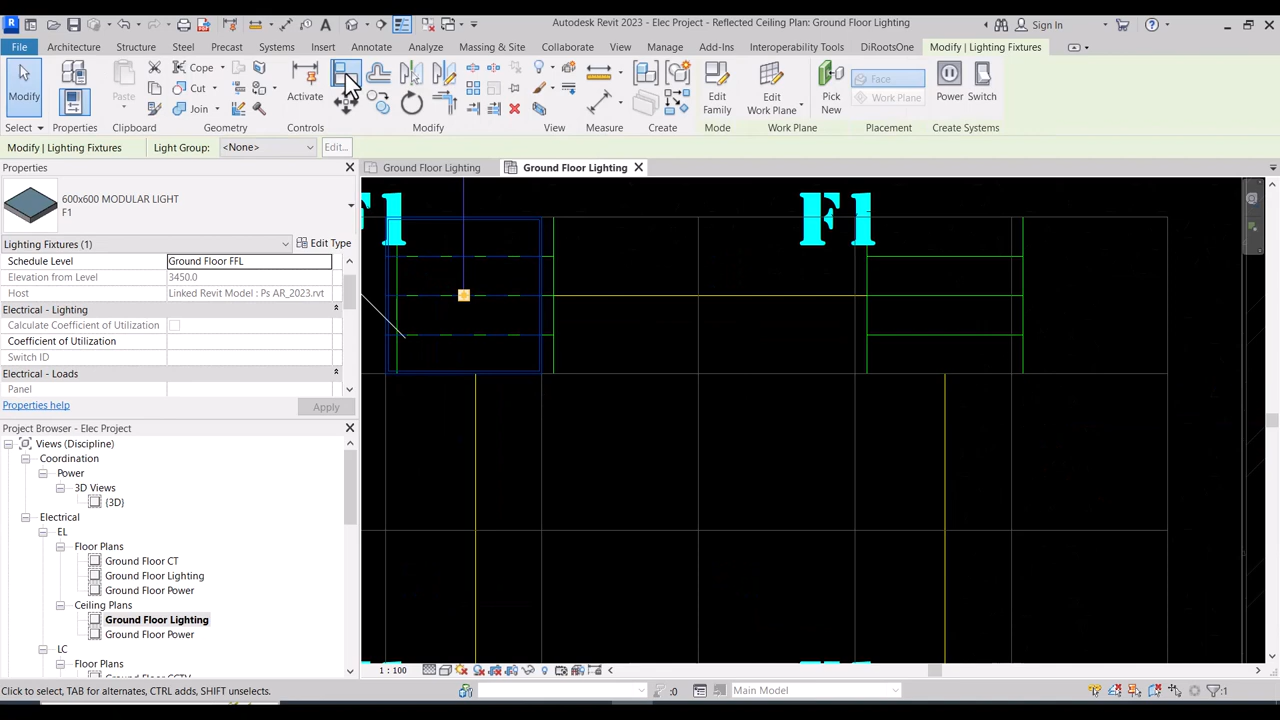 Autodesk Revit 2023 - Elec Project - Reflected Ceiling Plan: Ground Floor Lighting
Sign In
File Architecture Structure Steel Precast Systems Insert Annotate Analyze Massing & Site Collaborate View Manage Add-Ins Interoperability Tools DiRootsOne Modify | Lighting Fixtures
Modify Paste Cope Cut Join Activate Edit Family Edit Work Plane Pick New Face Work Plane Power Switch
Select Properties Clipboard Geometry Controls Modify View Measure Create Mode Work Plane Placement Create Systems
Modify | Lighting Fixtures Light Group: <None> Edit...
Properties
Ground Floor Lighting
Ground Floor Lighting
600x600 MODULAR LIGHT
F1
Lighting Fixtures (1) Edit Type
Schedule Level Ground Floor FFL
Elevation from Level 3450.0
Host Linked Revit Model : Ps AR_2023.rvt
Electrical - Lighting
Calculate Coefficient of Utilization
Coefficient of Utilization
Switch ID
Electrical - Loads
Panel
Properties help Apply
Project Browser - Elec Project
Views (Discipline)
Coordination
Power
3D Views
{3D}
Electrical
EL
Floor Plans
Ground Floor CT
Ground Floor Lighting
Ground Floor Power
Ceiling Plans
Ground Floor Lighting
Ground Floor Power
LC
Floor Plans
F1
F1
1 : 100
Click to select, TAB for alternates, CTRL adds, SHIFT unselects.
:0 Main Model :1